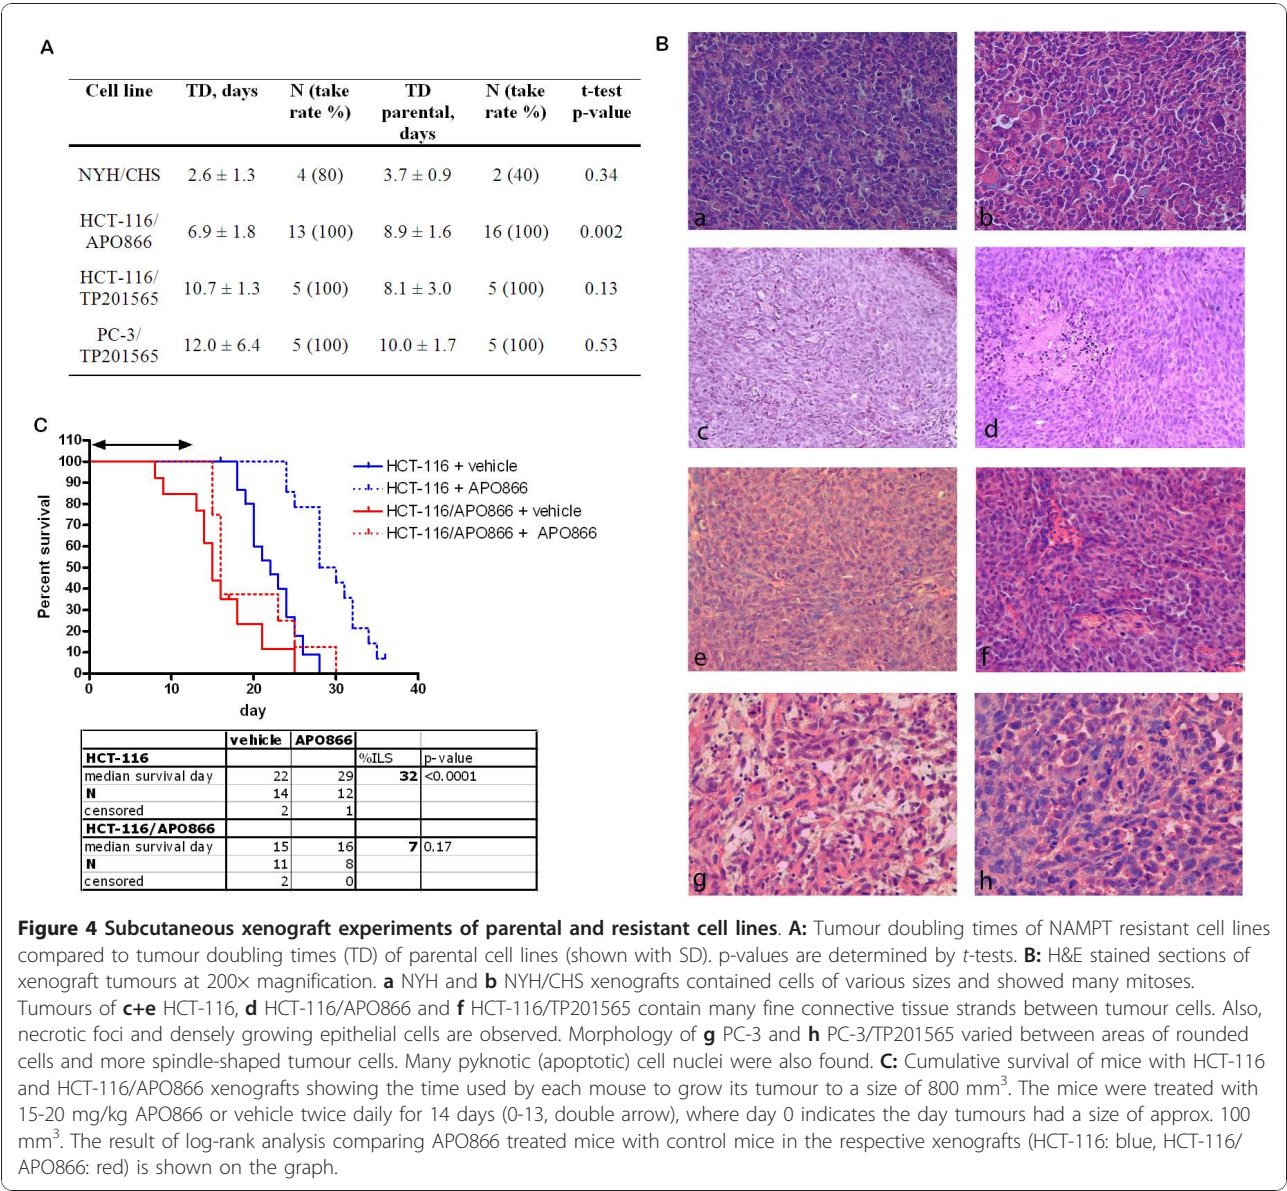 A
Cell line TD, days N (take rate %) TD parental, days N (take rate %) t-test p-value
NYH/CHS 2.6 ± 1.3 4 (80) 3.7 ± 0.9 2 (40) 0.34
HCT-116/APO866 6.9 ± 1.8 13 (100) 8.9 ± 1.6 16 (100) 0.002
HCT-116/TP201565 10.7 ± 1.3 5 (100) 8.1 ± 3.0 5 (100) 0.13
PC-3/TP201565 12.0 ± 6.4 5 (100) 10.0 ± 1.7 5 (100) 0.53
B
a
b
c
d
e
f
g
h
C
Percent survival
110
100
90
80
70
60
50
40
30
20
10
0
0 10 20 30 40
day
HCT-116 + vehicle
HCT-116 + APO866
HCT-116/APO866 + vehicle
HCT-116/APO866 + APO866
vehicle APO866
HCT-116 %ILS p-value
median survival day 22 29 32 <0.0001
N 14 12
censored 2 1
HCT-116/APO866
median survival day 15 16 7 0.17
N 11 8
censored 2 0
Figure 4 Subcutaneous xenograft experiments of parental and resistant cell lines. A: Tumour doubling times of NAMPT resistant cell lines
compared to tumour doubling times (TD) of parental cell lines (shown with SD). p-values are determined by t-tests. B: H&E stained sections of
xenograft tumours at 200× magnification. a NYH and b NYH/CHS xenografts contained cells of various sizes and showed many mitoses.
Tumours of c+e HCT-116, d HCT-116/APO866 and f HCT-116/TP201565 contain many fine connective tissue strands between tumour cells. Also,
necrotic foci and densely growing epithelial cells are observed. Morphology of g PC-3 and h PC-3/TP201565 varied between areas of rounded
cells and more spindle-shaped tumour cells. Many pyknotic (apoptotic) cell nuclei were also found. C: Cumulative survival of mice with HCT-116
and HCT-116/APO866 xenografts showing the time used by each mouse to grow its tumour to a size of 800 mm³. The mice were treated with
15-20 mg/kg APO866 or vehicle twice daily for 14 days (0-13, double arrow), where day 0 indicates the day tumours had a size of approx. 100
mm³. The result of log-rank analysis comparing APO866 treated mice with control mice in the respective xenografts (HCT-116: blue, HCT-116/
APO866: red) is shown on the graph.